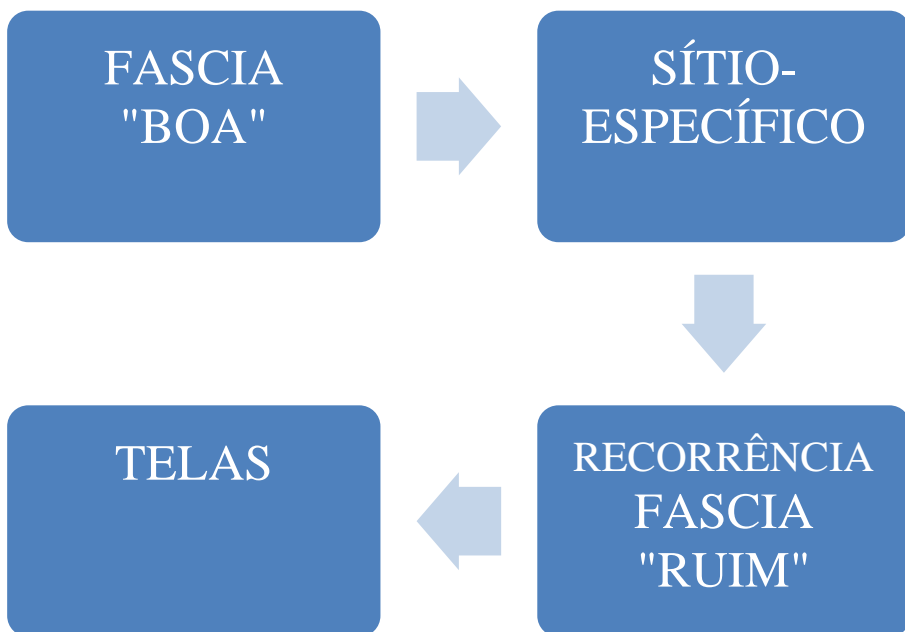 FASCIA
"BOA"
SÍTIO-
ESPECÍFICO
RECORRÊNCIA
FASCIA
"RUIM"
TELAS